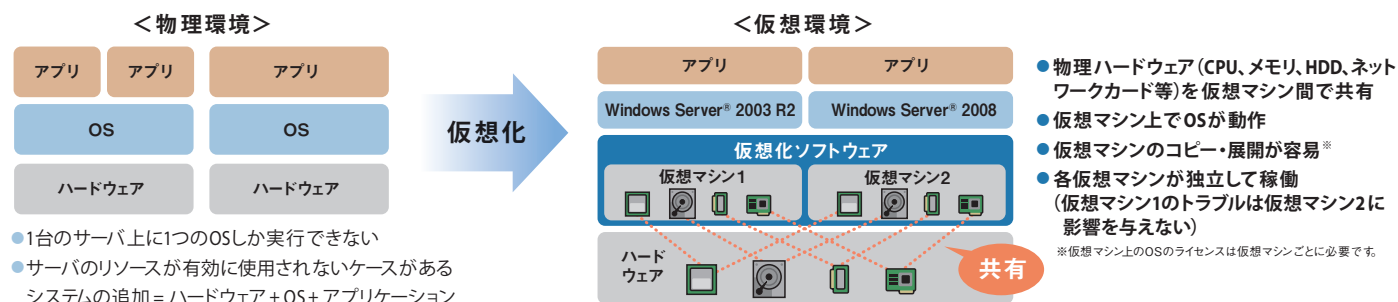 ＜物理環境＞
アプリ
アプリ
アプリ
OS
OS
ハードウェア
ハードウェア
●1台のサーバ上に1つのOSしか実行できない
●サーバのリソースが有効に使用されないケースがある
システムの追加＝ハードウェア＋OS＋アプリケーション
仮想化
＜仮想環境＞
アプリ
アプリ
Windows Server® 2003 R2
Windows Server® 2008
仮想化ソフトウェア
仮想マシン1
仮想マシン2
ハード
ウェア
共有
●物理ハードウェア（CPU、メモリ、HDD、ネット
ワークカード等）を仮想マシン間で共有
●仮想マシン上でOSが動作
●仮想マシンのコピー・展開が容易※
●各仮想マシンが独立して稼働
（仮想マシン1のトラブルは仮想マシン2に
影響を与えない）
※仮想マシン上のOSのライセンスは仮想マシンごとに必要です。